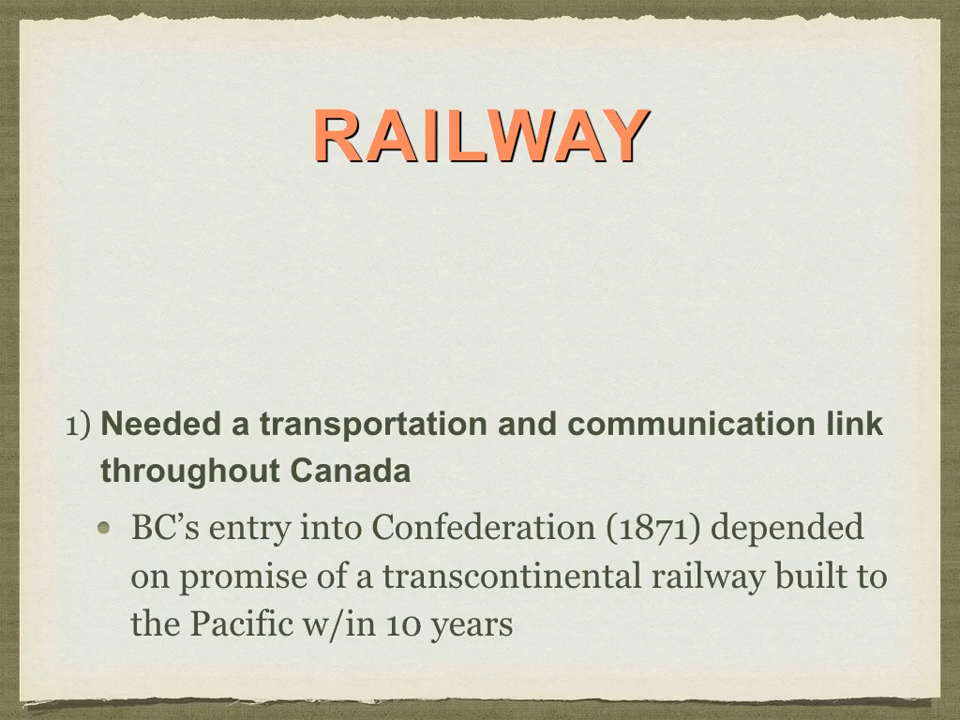 RAILWAY
1) Needed a transportation and communication link
throughout Canada
• BC’s entry into Confederation (1871) depended
on promise of a transcontinental railway built to
the Pacific w/in 10 years